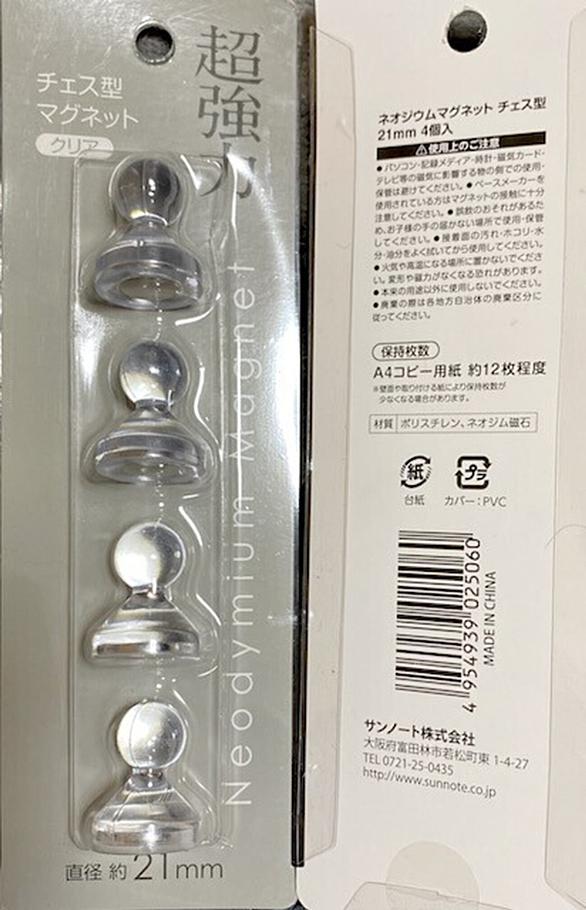 超強力
チェス型
マグネット
クリア
Neodymium Magnet
直径 約21mm
ネオジウムマグネット チェス型
21mm 4個入
⚠使用上のご注意
●パソコン・記録メディア・時計・磁気カード・
テレビ等の磁気に影響する物の側での使用・
保管は避けてください。●ペースメーカーを
使用されている方はマグネットの接触に十分
注意してください。●誤飲のおそれがあるた
め、お子様の手の届かない場所で使用・保管
してください。●接着面の汚れ・ホコリ・水
分・油分をよく拭いてから使用してください。
●火気や高温になる場所に置かないでくださ
い。変形や磁力がなくなる恐れがあります。
●本来の用途以外に使用しないでください。
●廃棄の際は各地方自治体の廃棄区分に
従ってください。
保持枚数
A4コピー用紙 約12枚程度
※壁面や取り付ける紙により保持枚数が
少なくなる場合があります。
材質 ポリスチレン、ネオジム磁石
紙 プラ
台紙 カバー：PVC
4 954939 025060
MADE IN CHINA
サンノート株式会社
大阪府富田林市若松町東 1-4-27
TEL 0721-25-0435
http://www.sunnote.co.jp